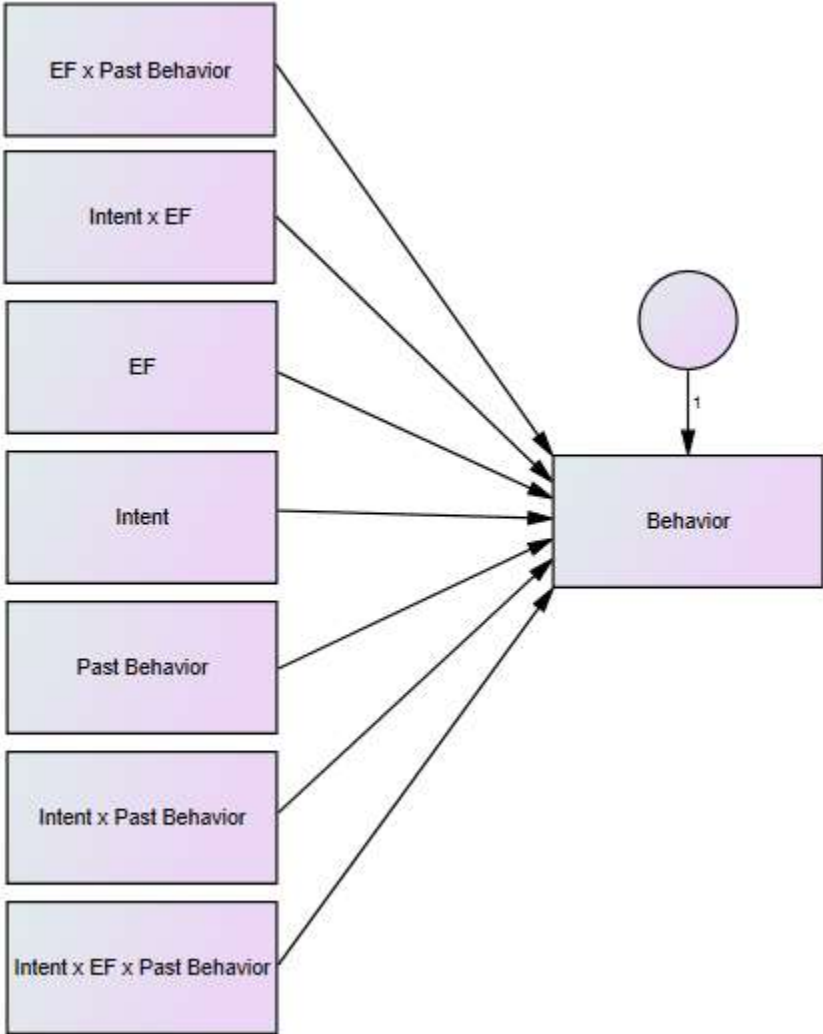 EF x Past Behavior
Intent x EF
EF
Intent
Past Behavior
Intent x Past Behavior
Intent x EF x Past Behavior
1
Behavior